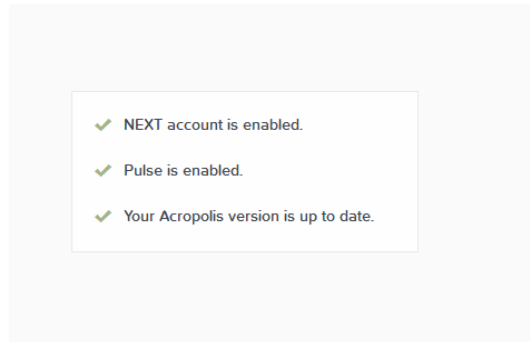 NEXT account is enabled.
Pulse is enabled.
Your Acropolis version is up to date.